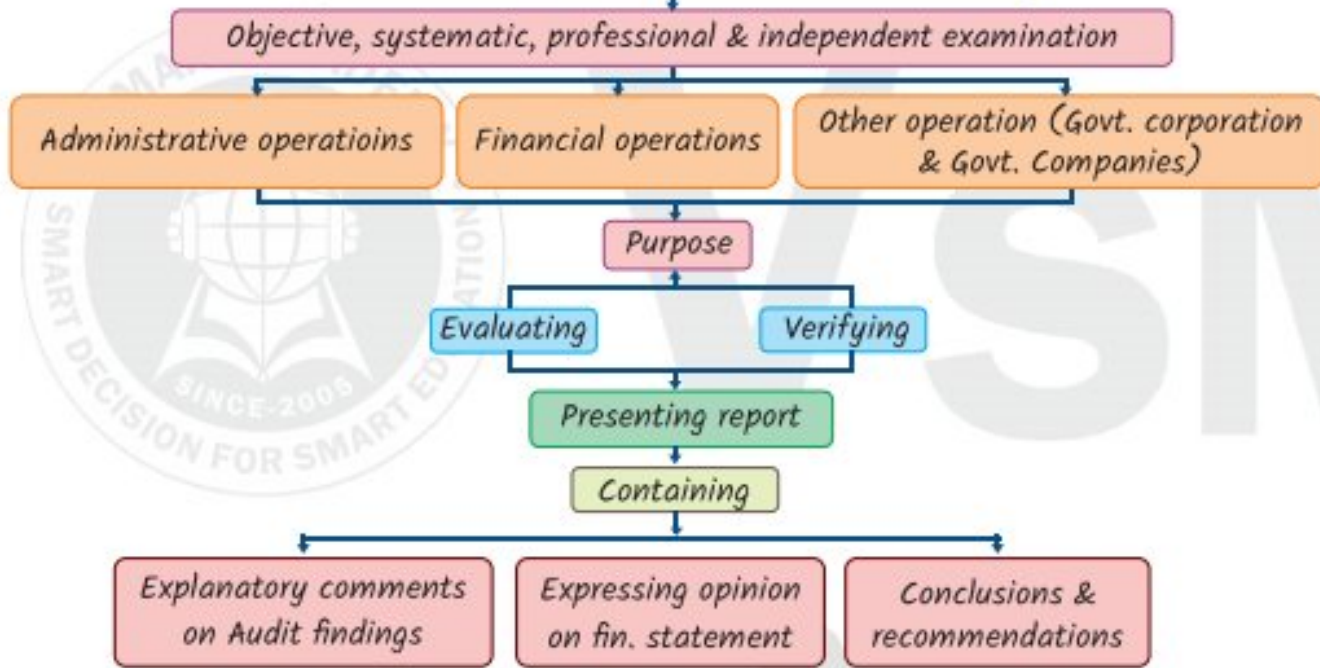 Objective, systematic, professional & independent examination
Administrative operatioins
Financial operations
Other operation (Govt. corporation
& Govt. Companies)
Purpose
Evaluating
Verifying
Presenting report
Containing
Explanatory comments
on Audit findings
Expressing opinion
on fin. statement
Conclusions &
recommendations
SMART DECISION FOR SMART EDUCATION
SINCE-2005